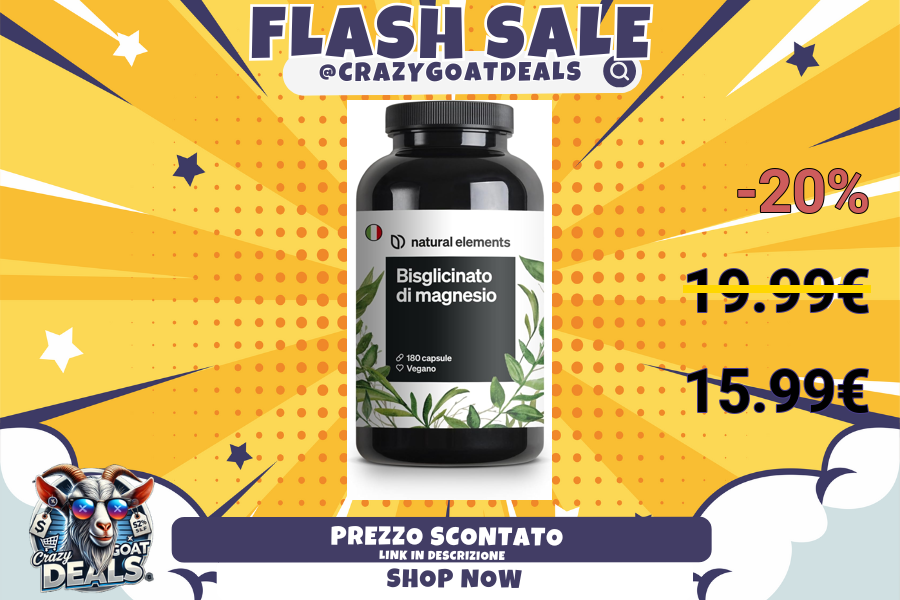 FLASH SALE
@CRAZYGOATDEALS
-20%
19.99€
15.99€
natural elements
Bisglicinato
di magnesio
180 capsule
Vegano
$
52%
Crazy
GOAT
DEALS
PREZZO SCONTATO
LINK IN DESCRIZIONE
SHOP NOW